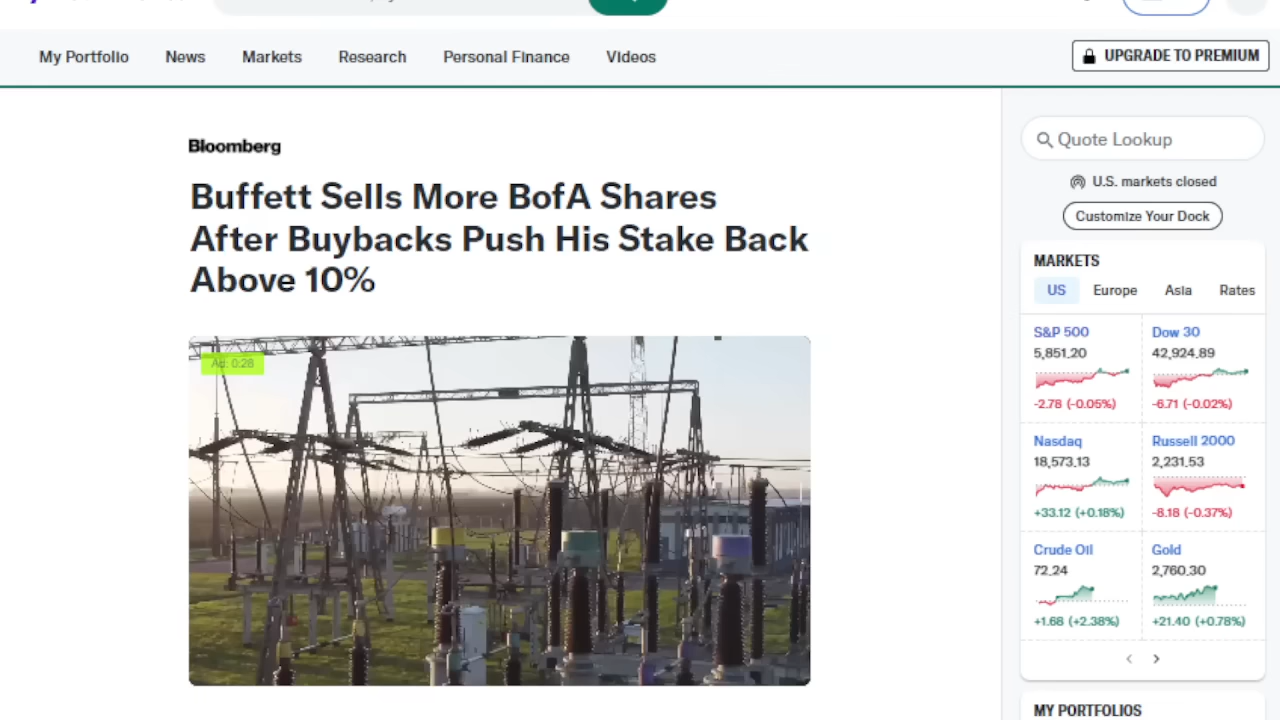 My Portfolio News Markets Research Personal Finance Videos
UPGRADE TO PREMIUM
Bloomberg
Buffett Sells More BofA Shares
After Buybacks Push His Stake Back
Above 10%
Ad: 0:28
Quote Lookup
U.S. markets closed
Customize Your Dock
MARKETS
US Europe Asia Rates
S&P 500
5,851.20
-2.78 (-0.05%)
Dow 30
42,924.89
-6.71 (-0.02%)
Nasdaq
18,573.13
+33.12 (+0.18%)
Russell 2000
2,231.53
-8.18 (-0.37%)
Crude Oil
72.24
+1.68 (+2.38%)
Gold
2,760.30
+21.40 (+0.78%)
MY PORTFOLIOS